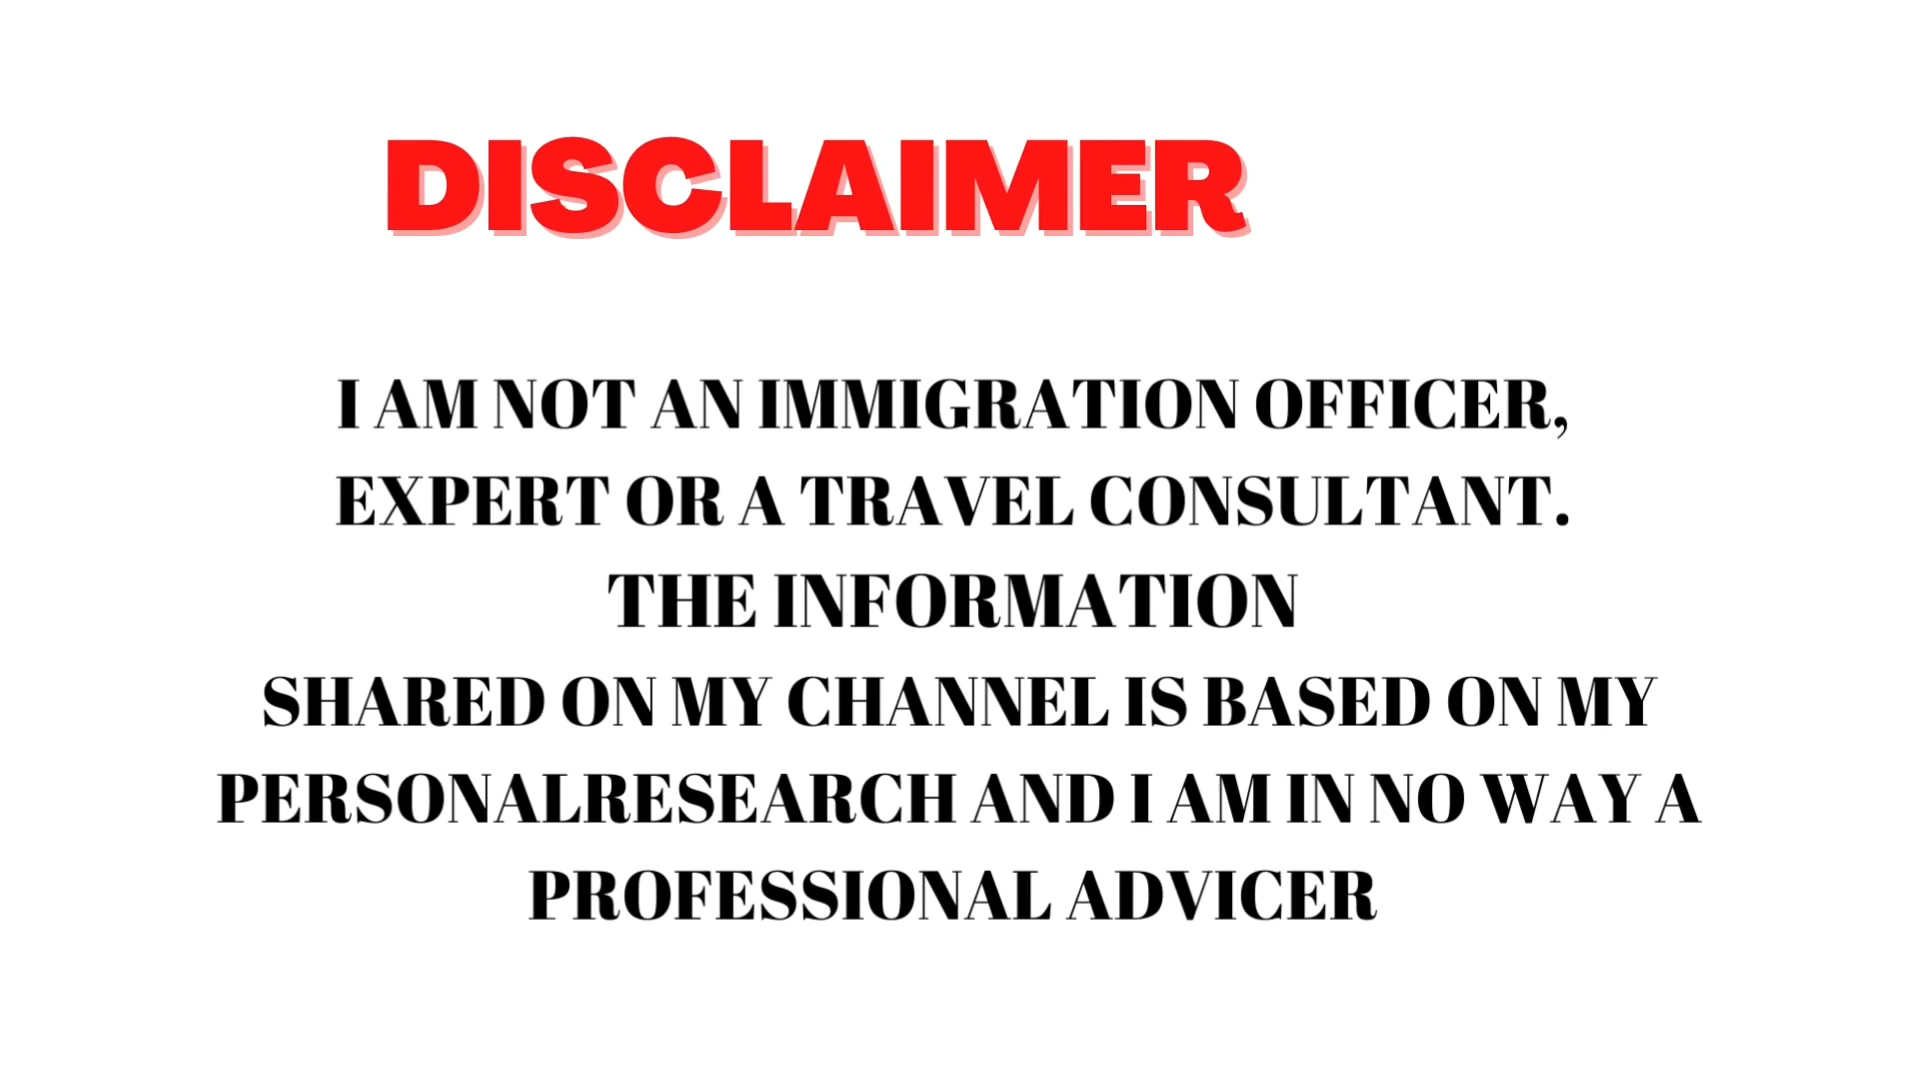 DISCLAIMER
I AM NOT AN IMMIGRATION OFFICER,
EXPERT OR A TRAVEL CONSULTANT.
THE INFORMATION
SHARED ON MY CHANNEL IS BASED ON MY
PERSONALRESEARCH AND I AM IN NO WAY A
PROFESSIONAL ADVICER